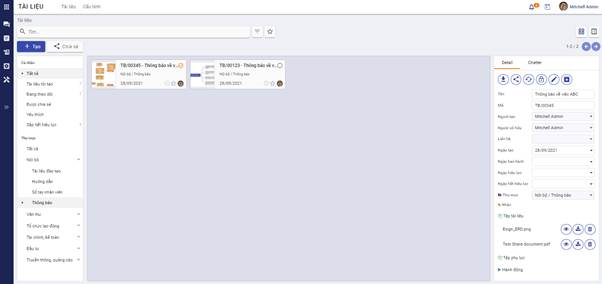 TÀI LIỆU Tài liệu Cấu hình Mitchell Admin
Tài liệu
Tìm...
Tạo Chia sẻ 1-2 / 2
Cá nhân
Tất cả
Tài liệu tôi tạo
Đang theo dõi
Được chia sẻ
Yêu thích
Sắp hết hiệu lực
Thư mục
Tất cả
Nội bộ
Tài liệu đào tạo
Hướng dẫn
Sổ tay nhân viên
Thông báo
Văn thư
Tổ chức lao động
Tài chính, kế toán
Đầu tư
Truyền thông, quảng cáo
TB/00345 - Thông báo về v...
Nội bộ / Thông báo
28/09/2021
TB/00123 - Thông báo về v...
Nội bộ / Thông báo
28/09/2021
Detail Chatter
Tên Thông báo về việc ABC
Mã TB/00345
Người tạo Mitchell Admin
Người sở hữu Mitchell Admin
Liên hệ
Ngày tạo 28/09/2021
Ngày ban hành
Ngày hiệu lực
Ngày hết hiệu lực
Thư mục Nội bộ / Thông báo
Nhãn
Tệp tài liệu
Esign_ERD.png
Test Share document.pdf
Tệp phụ lục
Hành động